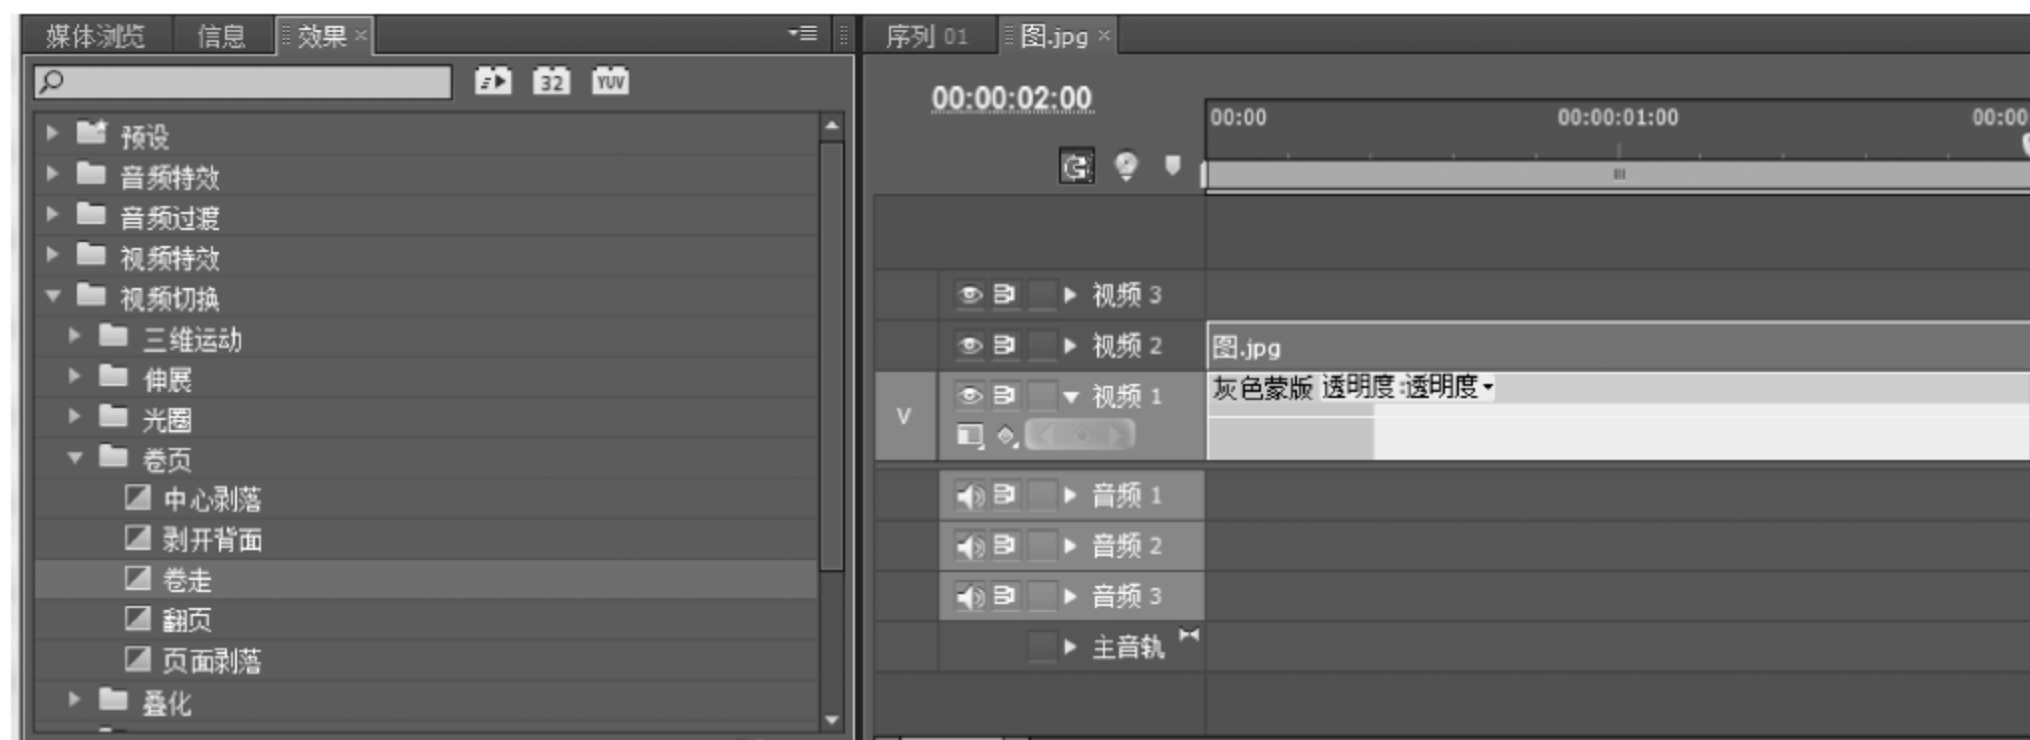 媒体浏览 信息 效果 ×
32 YUV
预设
音频特效
音频过渡
视频特效
视频切换
三维运动
伸展
光圈
卷页
中心剥落
剥开背面
卷走
翻页
页面剥落
叠化
序列 01 图.jpg ×
00:00:02:00
00:00 00:00:01:00 00:00
视频 3
视频 2 图.jpg
V 视频 1 灰色蒙版 透明度:透明度
音频 1
音频 2
音频 3
主音轨